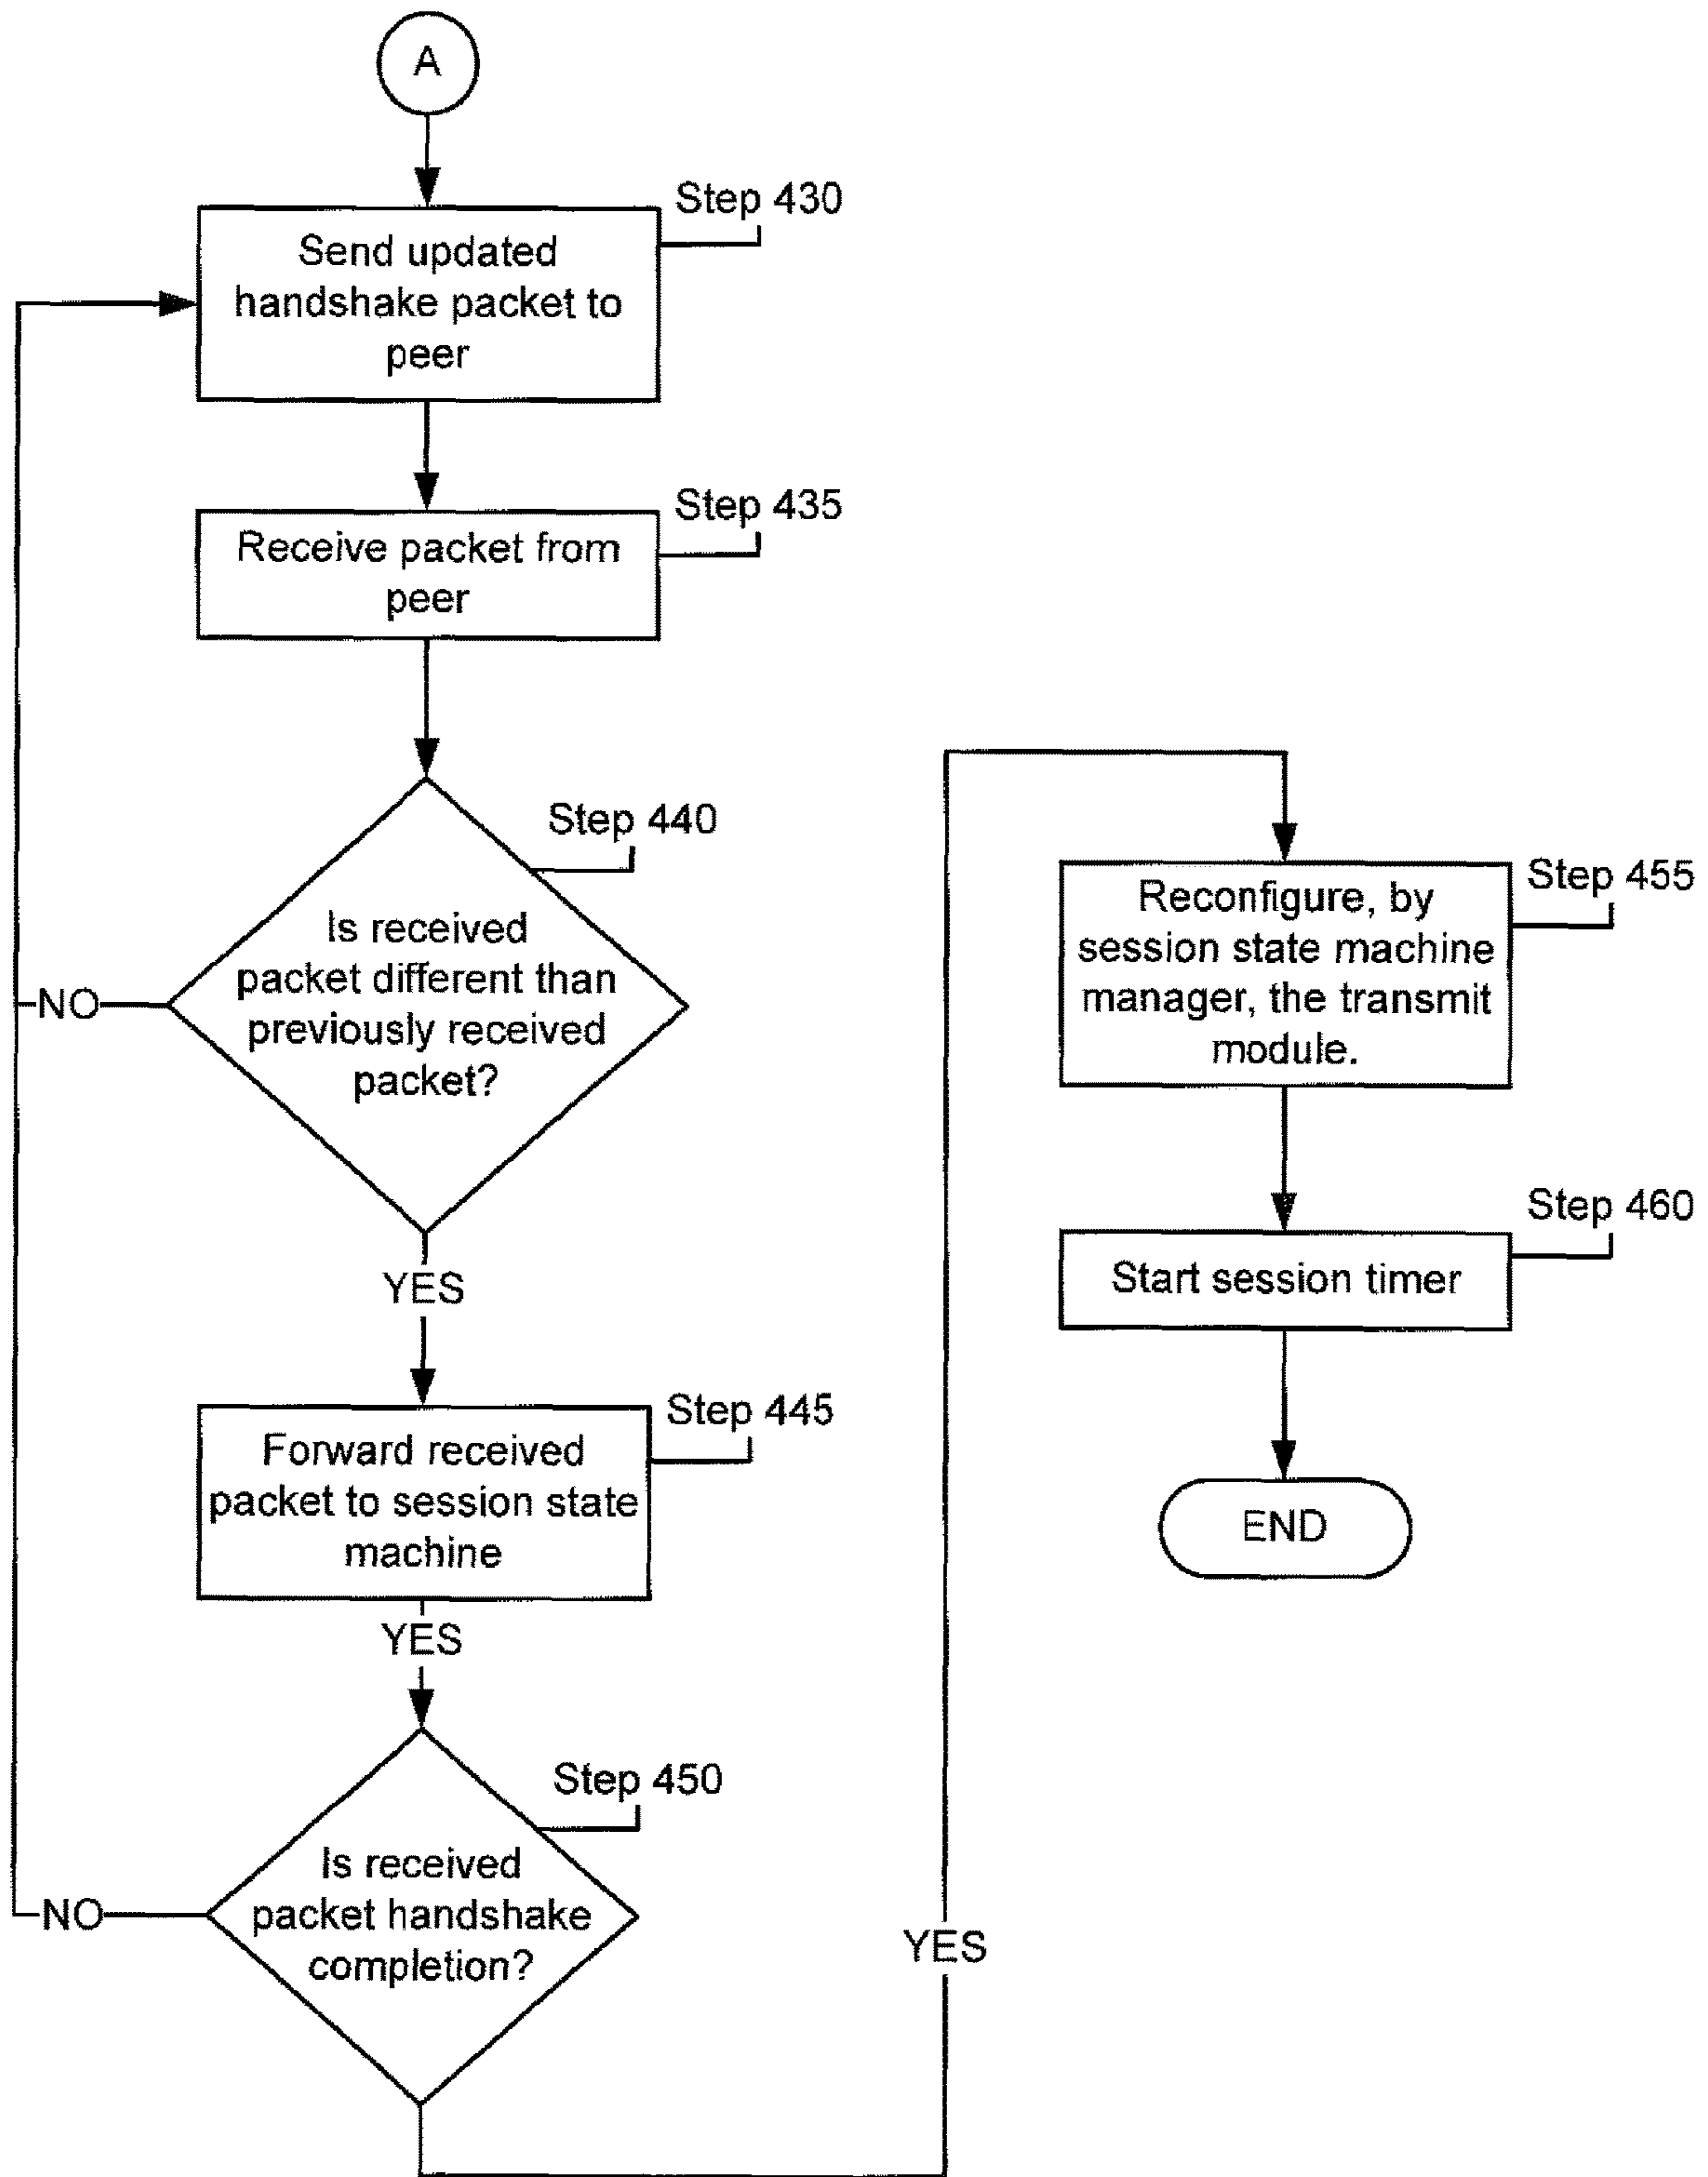 A
Step 430
Send updated
handshake packet to
peer
Step 435
Receive packet from
peer
Step 440
Is received
packet different than
previously received
packet?
NO
YES
Step 445
Forward received
packet to session state
machine
YES
Step 450
Is received
packet handshake
completion?
NO
YES
Step 455
Reconfigure, by
session state machine
manager, the transmit
module.
Step 460
Start session timer
END